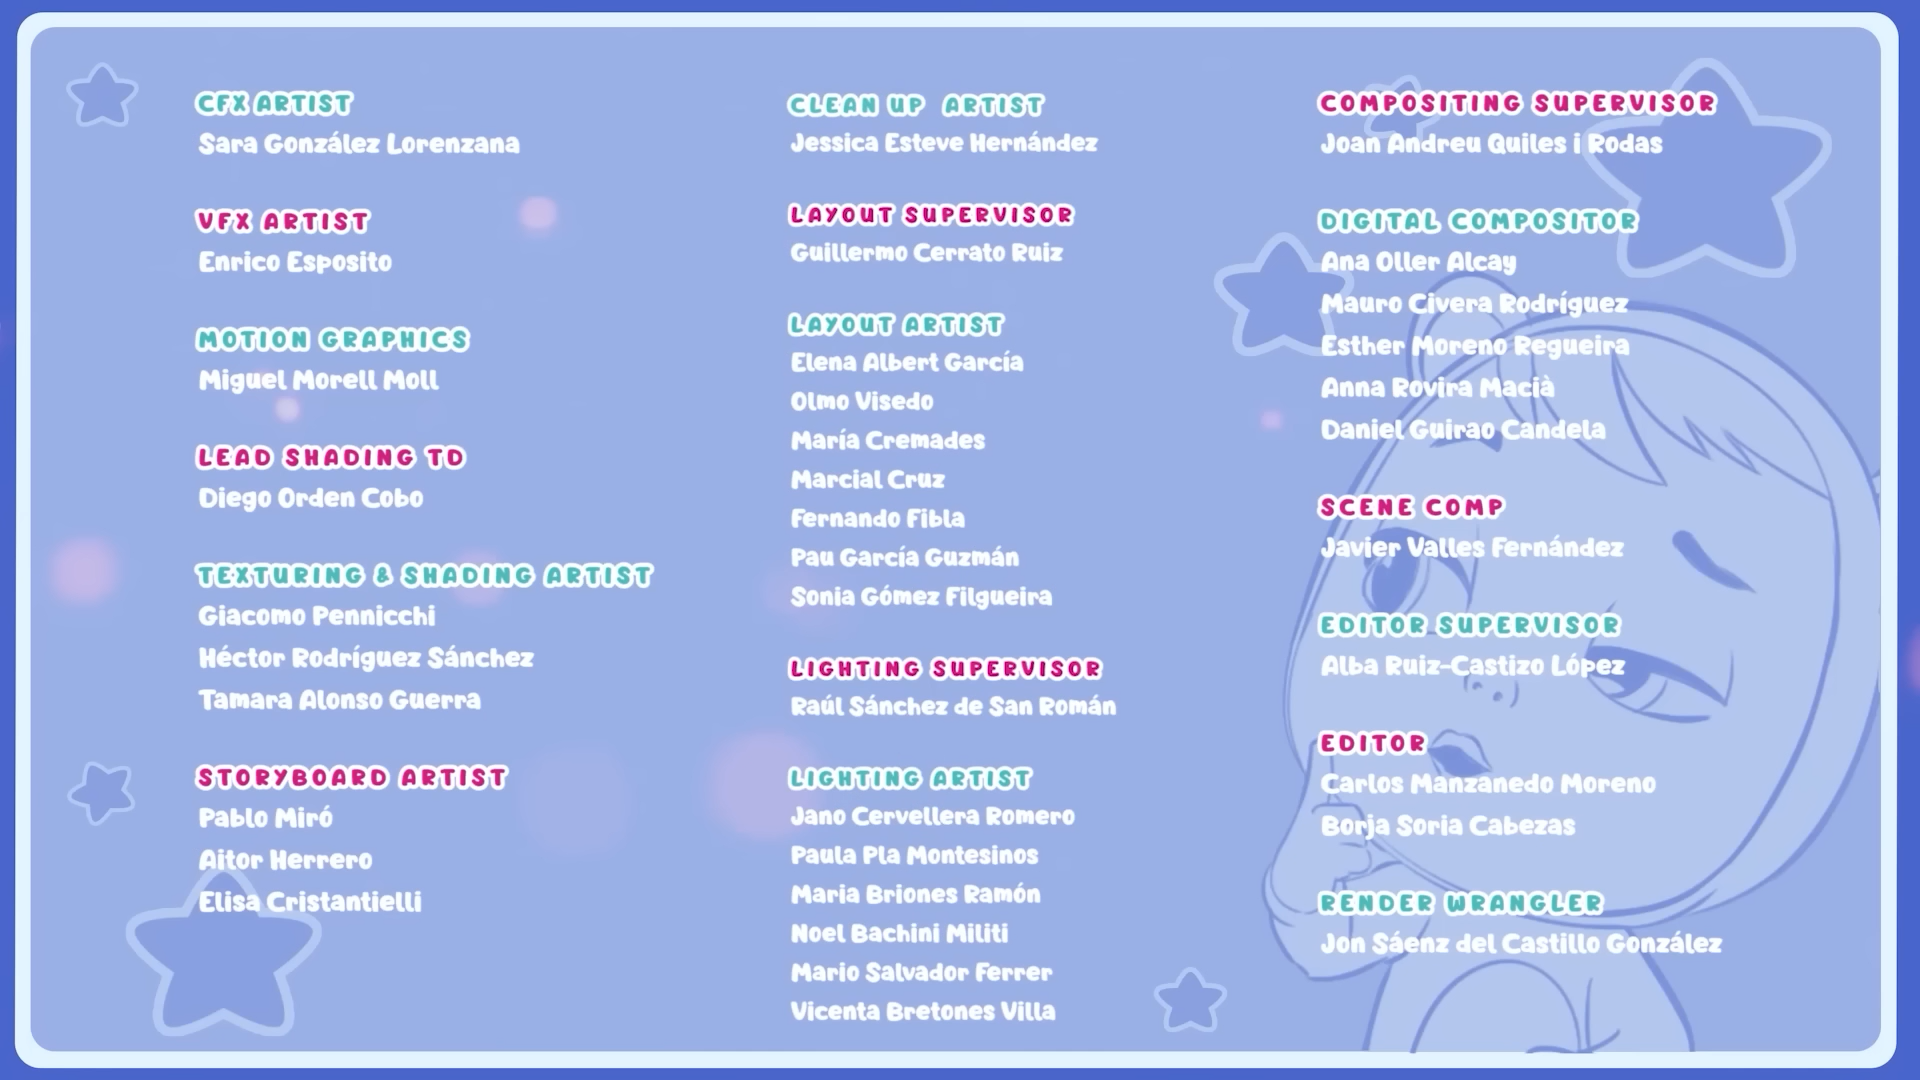 CFX ARTIST
Sara González Lorenzana
VFX ARTIST
Enrico Esposito
MOTION GRAPHICS
Miguel Morell Moll
LEAD SHADING TD
Diego Orden Cobo
TEXTURING & SHADING ARTIST
Giacomo Pennicchi
Héctor Rodríguez Sánchez
Tamara Alonso Guerra
STORYBOARD ARTIST
Pablo Miró
Aitor Herrero
Elisa Cristantielli
CLEAN UP ARTIST
Jessica Esteve Hernández
LAYOUT SUPERVISOR
Guillermo Cerrato Ruiz
LAYOUT ARTIST
Elena Albert García
Olmo Visedo
María Cremades
Marcial Cruz
Fernando Fibla
Pau García Guzmán
Sonia Gómez Filgueira
LIGHTING SUPERVISOR
Raúl Sánchez de San Román
LIGHTING ARTIST
Jano Cervellera Romero
Paula Pla Montesinos
Maria Briones Ramón
Noel Bachini Militi
Mario Salvador Ferrer
Vicenta Bretones Villa
COMPOSITING SUPERVISOR
Joan Andreu Quiles i Rodas
DIGITAL COMPOSITOR
Ana Oller Alcay
Mauro Civera Rodríguez
Esther Moreno Regueira
Anna Rovira Macià
Daniel Guirao Candela
SCENE COMP
Javier Valles Fernández
EDITOR SUPERVISOR
Alba Ruiz-Castizo López
EDITOR
Carlos Manzanedo Moreno
Borja Soria Cabezas
RENDER WRANGLER
Jon Sáenz del Castillo González